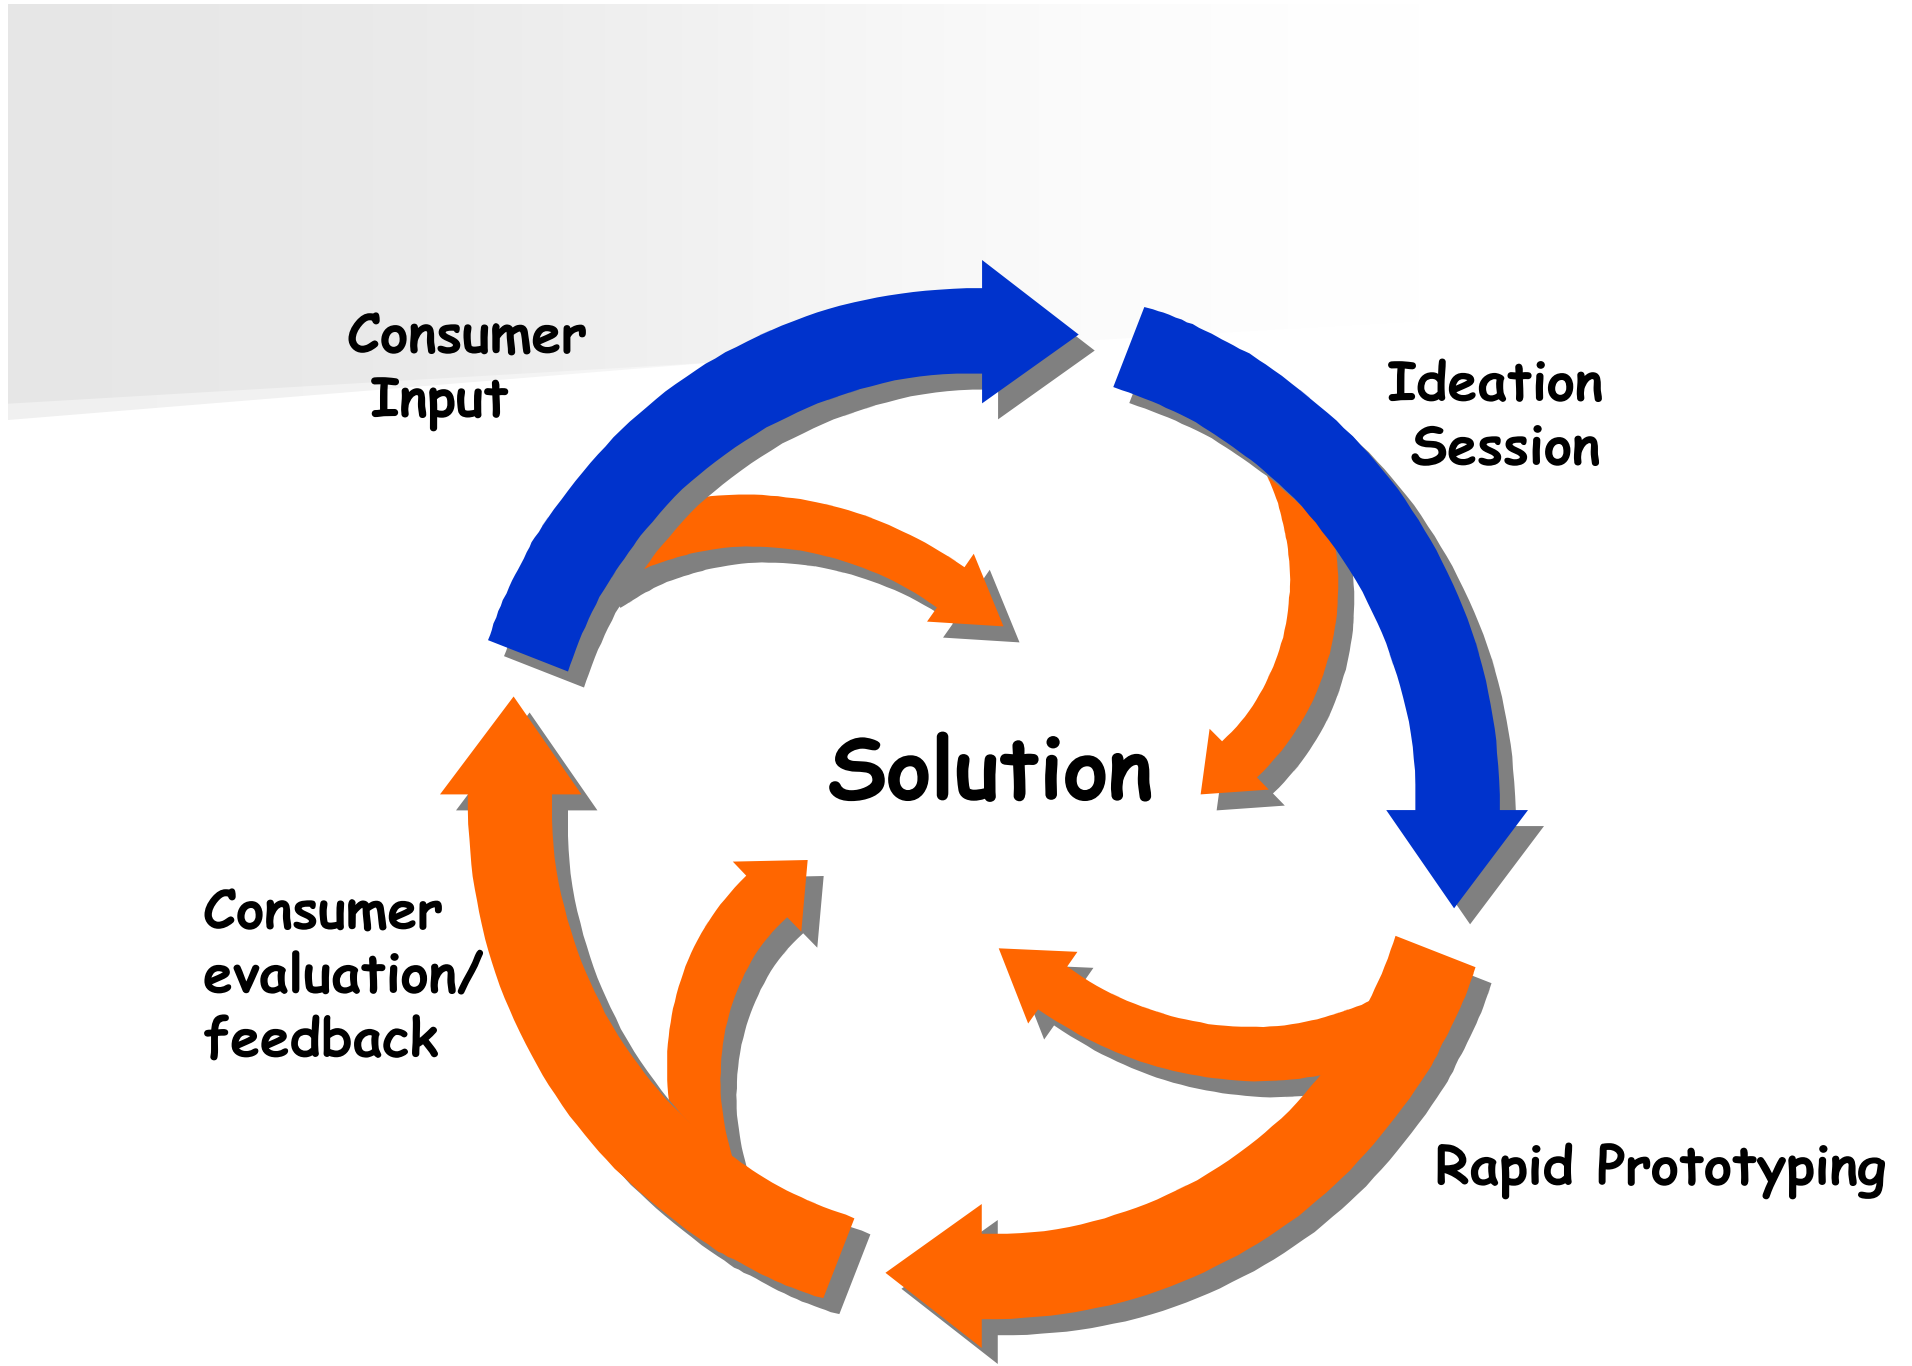 Consumer
Input
Ideation
Session
Solution
Consumer
evaluation/
feedback
Rapid Prototyping